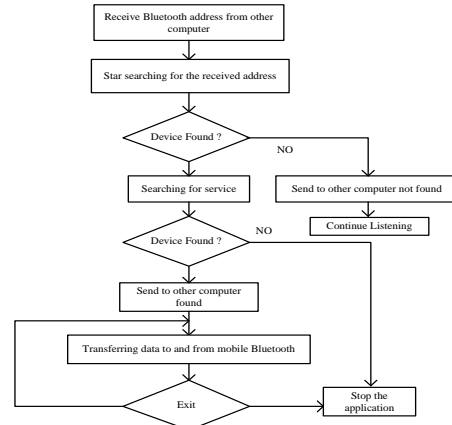 Receive Bluetooth address from other
computer
Star searching for the received address
Device Found ?
NO
Searching for service
Send to other computer not found
Continue Listening
Device Found ?
NO
Send to other computer
found
Transferring data to and from mobile Bluetooth
Exit
Stop the
application